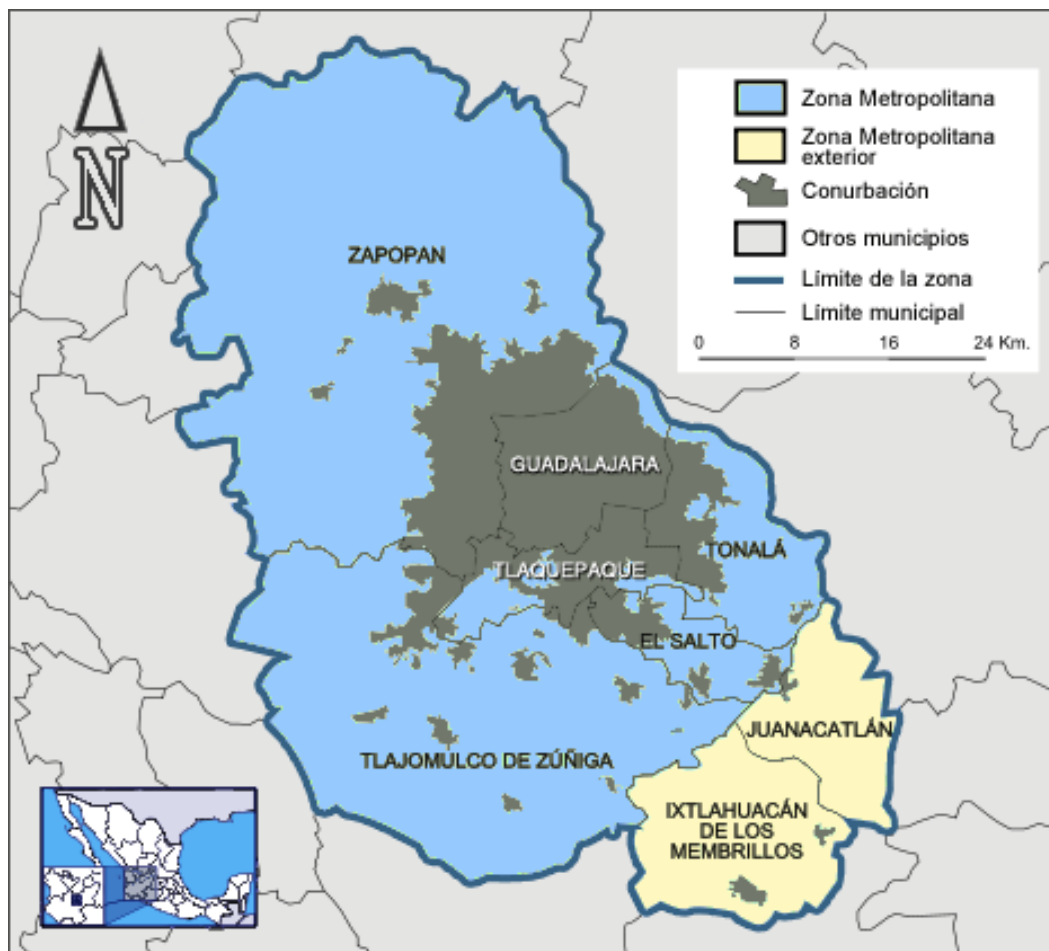 N
Zona Metropolitana
Zona Metropolitana
exterior
Conurbación
Otros municipios
Límite de la zona
Límite municipal
0 8 16 24 Km.
ZAPOPAN
GUADALAJARA
TONALÁ
TLAQUEPAQUE
EL SALTO
JUANACATLÁN
TLAJOMULCO DE ZÚÑIGA
IXTLAHUACÁN
DE LOS
MEMBRILLOS